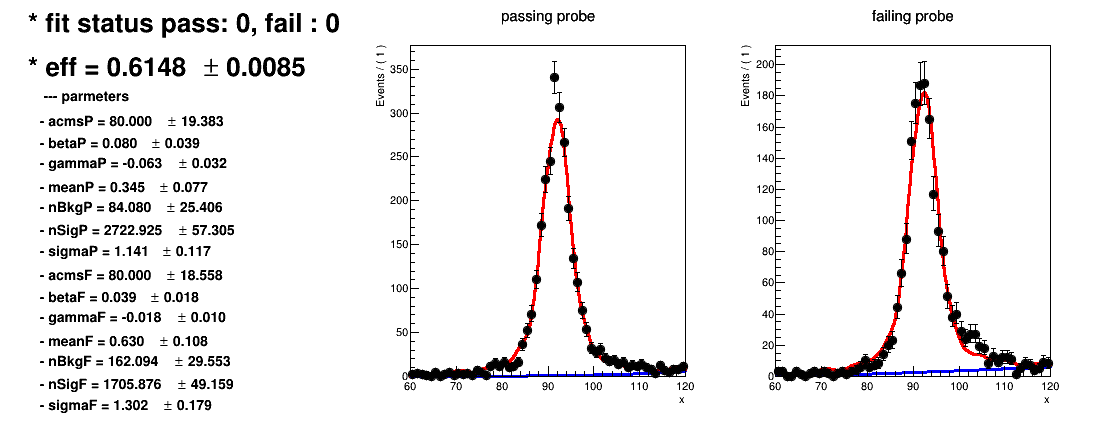 * fit status pass: 0, fail : 0
* eff = 0.6148 ± 0.0085
--- parmeters
- acmsP = 80.000 ± 19.383
- betaP = 0.080 ± 0.039
- gammaP = -0.063 ± 0.032
- meanP = 0.345 ± 0.077
- nBkgP = 84.080 ± 25.406
- nSigP = 2722.925 ± 57.305
- sigmaP = 1.141 ± 0.117
- acmsF = 80.000 ± 18.558
- betaF = 0.039 ± 0.018
- gammaF = -0.018 ± 0.010
- meanF = 0.630 ± 0.108
- nBkgF = 162.094 ± 29.553
- nSigF = 1705.876 ± 49.159
- sigmaF = 1.302 ± 0.179
passing probe
Events / ( 1 )
350
300
250
200
150
100
50
0
60 70 80 90 100 110 120
x
failing probe
Events / ( 1 )
200
180
160
140
120
100
80
60
40
20
0
60 70 80 90 100 110 120
x